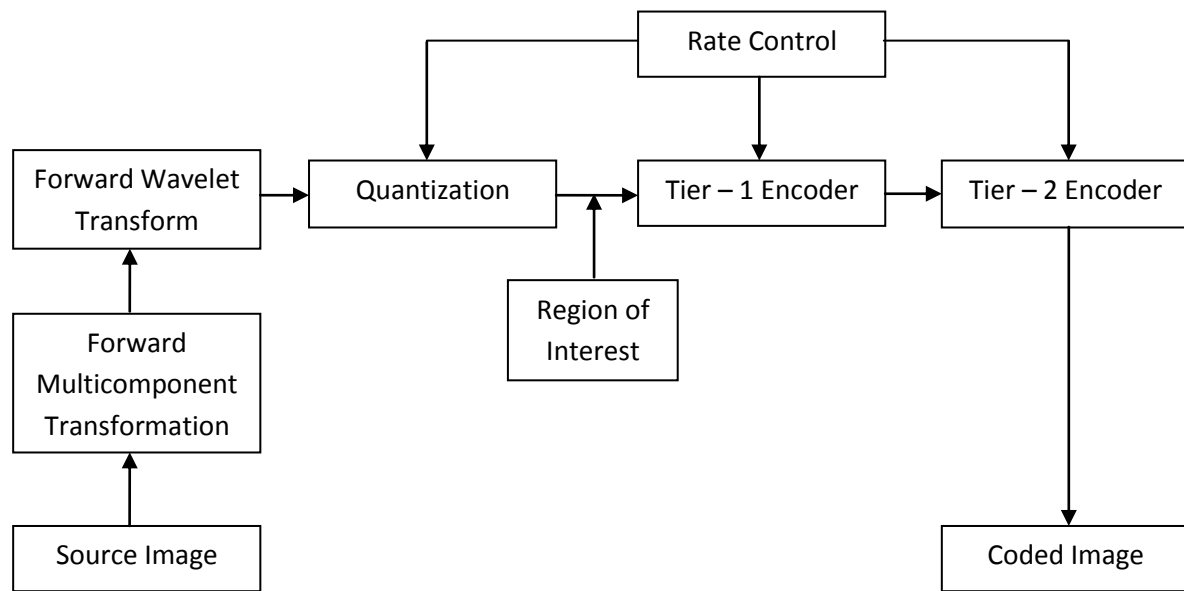 Rate Control
Forward Wavelet
Transform
Quantization
Tier – 1 Encoder
Tier – 2 Encoder
Region of
Interest
Forward
Multicomponent
Transformation
Source Image
Coded Image